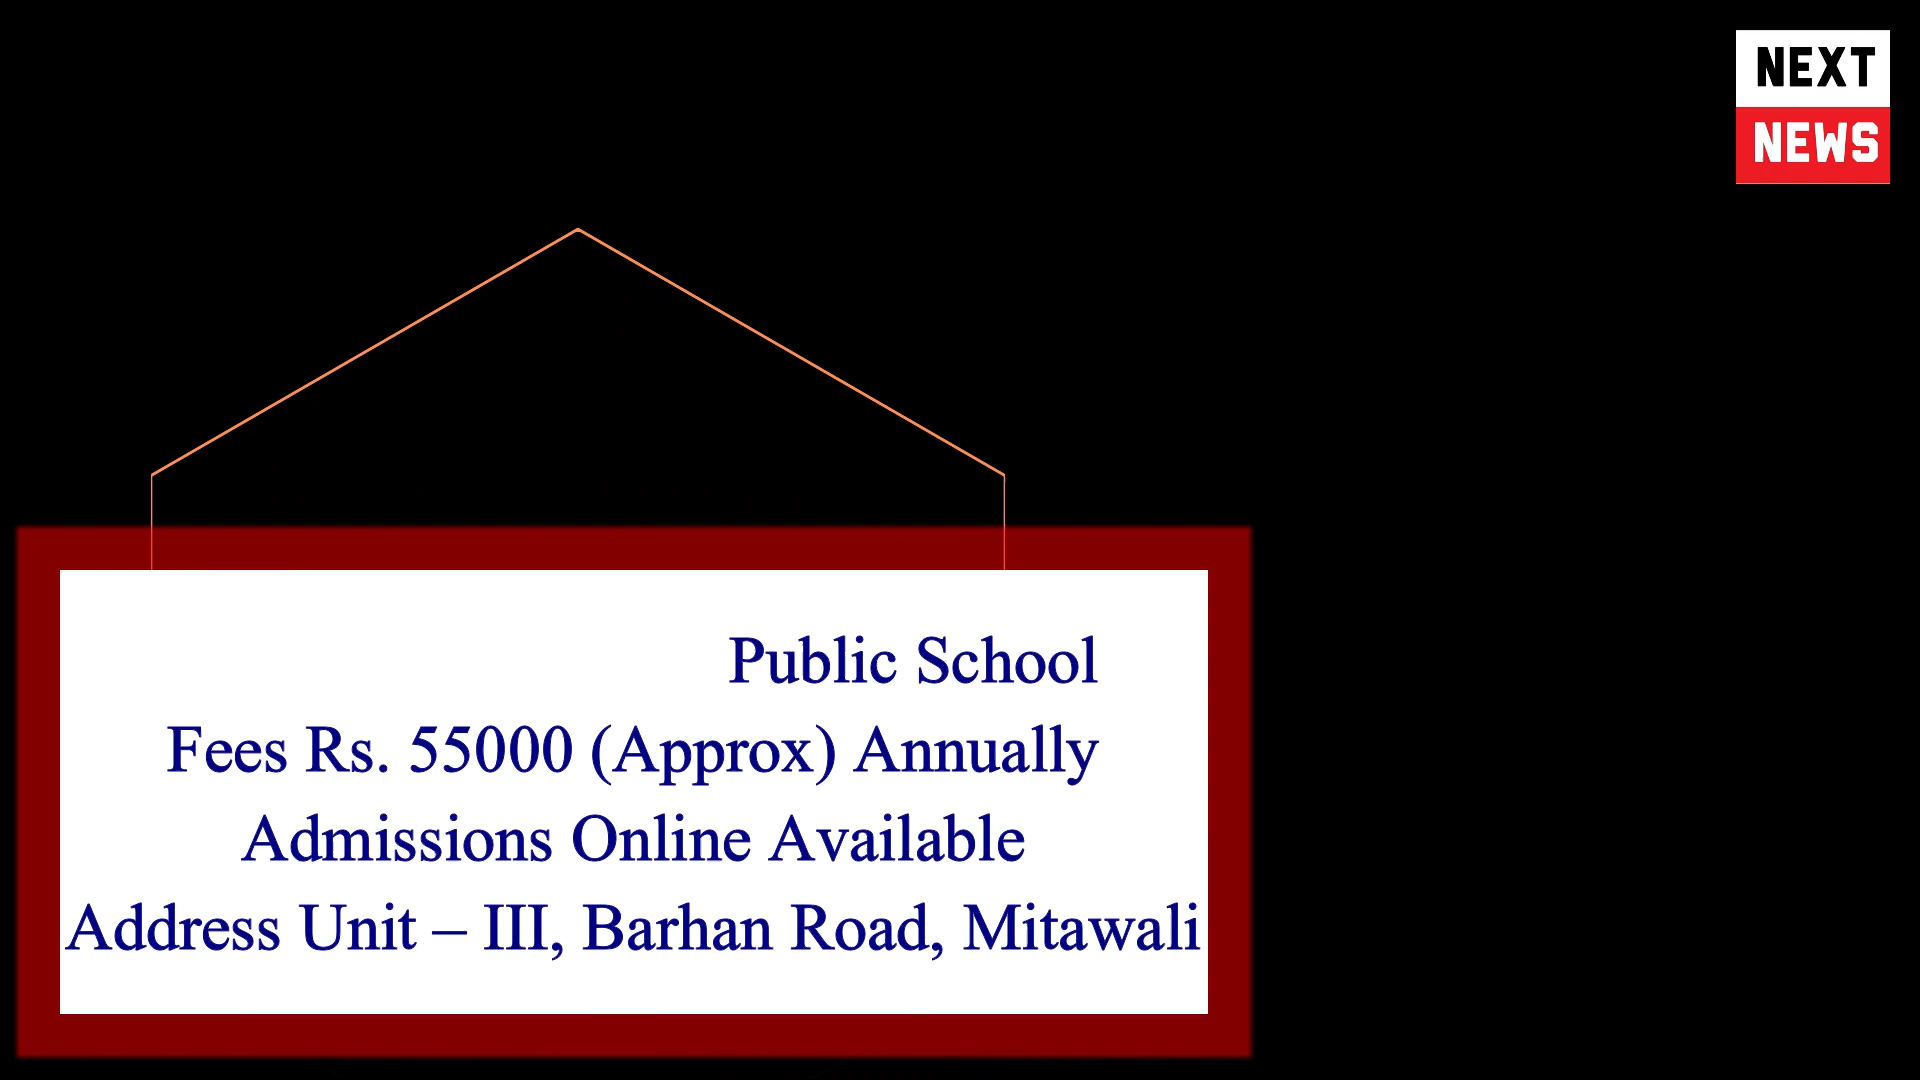 NEXT
NEWS
Public School
Fees Rs. 55000 (Approx) Annually
Admissions Online Available
Address Unit – III, Barhan Road, Mitawali